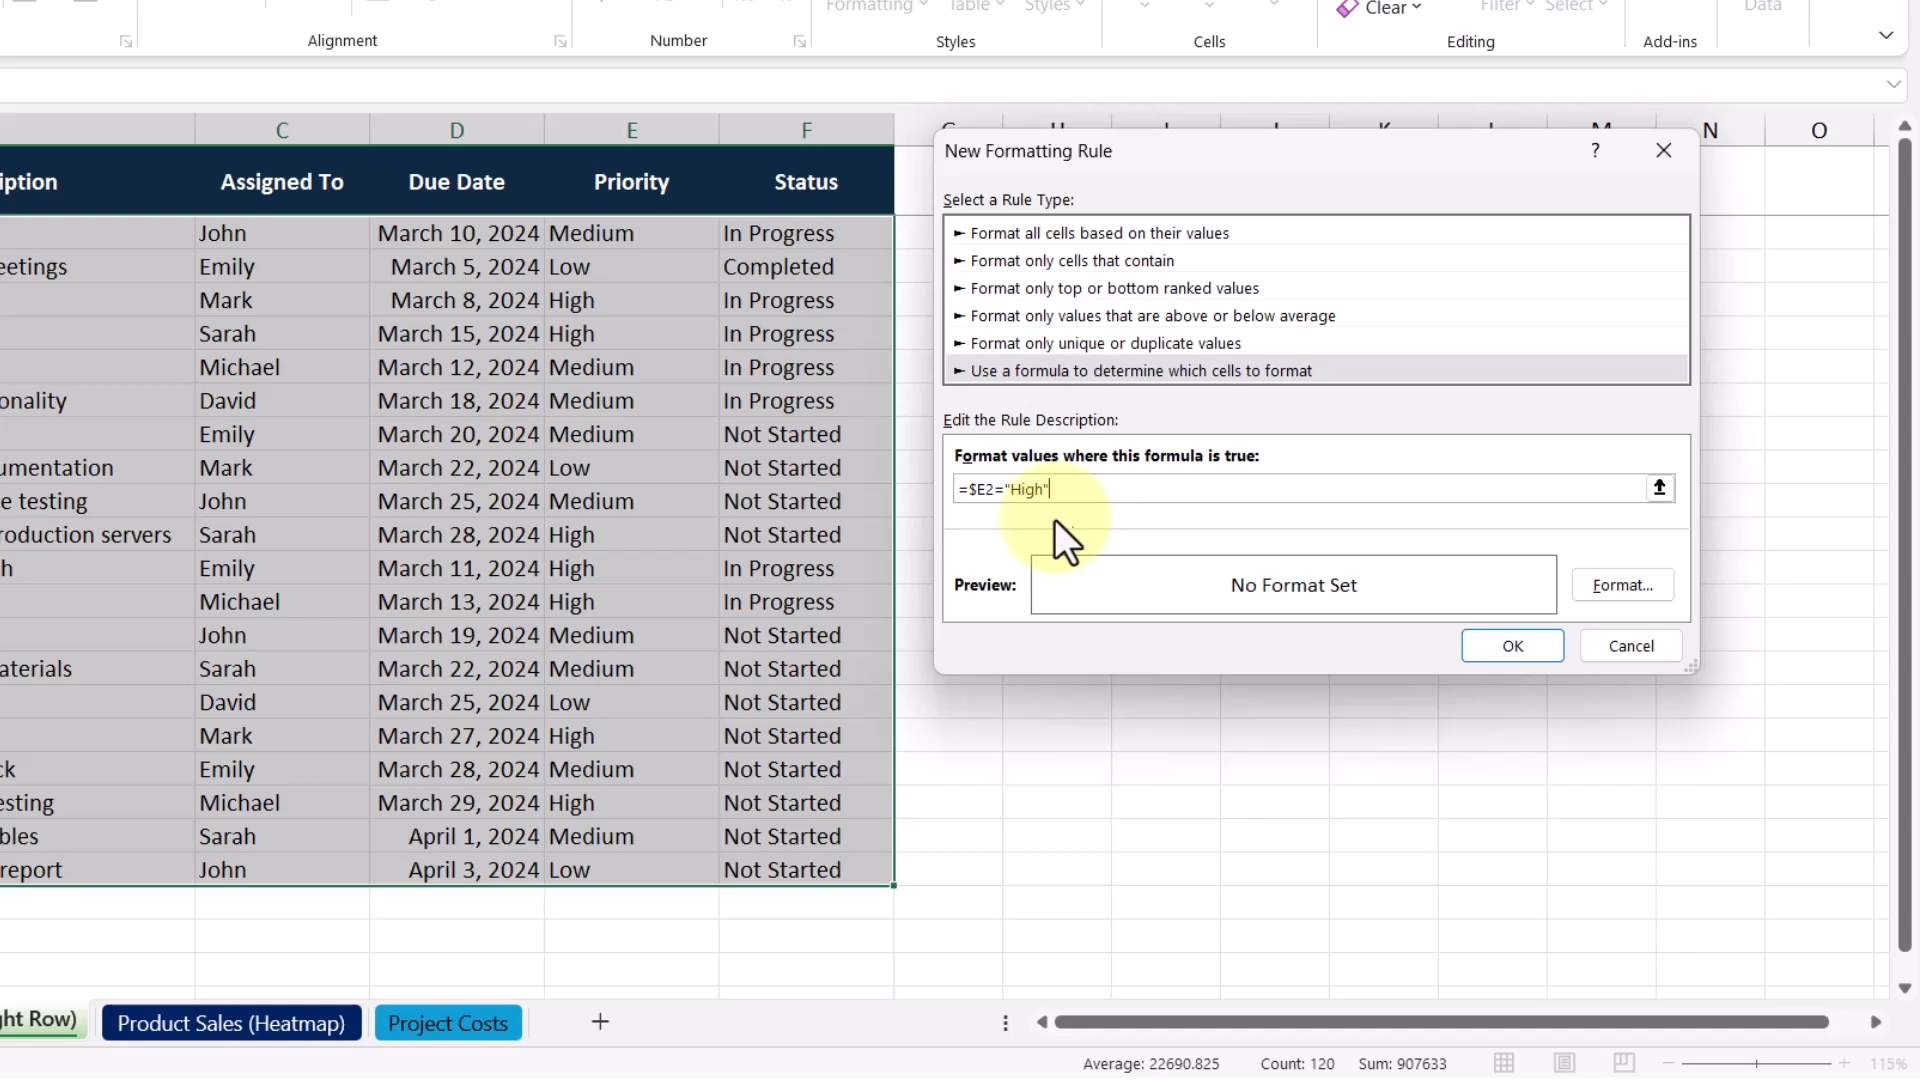 Formatting Table Styles Clear Filter Select Data
Alignment Number Styles Cells Editing Add-ins
C D E F N O
iption Assigned To Due Date Priority Status
John March 10, 2024 Medium In Progress
eetings Emily March 5, 2024 Low Completed
Mark March 8, 2024 High In Progress
Sarah March 15, 2024 High In Progress
Michael March 12, 2024 Medium In Progress
onality David March 18, 2024 Medium In Progress
Emily March 20, 2024 Medium Not Started
umentation Mark March 22, 2024 Low Not Started
e testing John March 25, 2024 Medium Not Started
roduction servers Sarah March 28, 2024 High Not Started
h Emily March 11, 2024 High In Progress
Michael March 13, 2024 High In Progress
John March 19, 2024 Medium Not Started
aterials Sarah March 22, 2024 Medium Not Started
David March 25, 2024 Low Not Started
Mark March 27, 2024 High Not Started
ck Emily March 28, 2024 Medium Not Started
esting Michael March 29, 2024 High Not Started
bles Sarah April 1, 2024 Medium Not Started
report John April 3, 2024 Low Not Started
New Formatting Rule ?
Select a Rule Type:
► Format all cells based on their values
► Format only cells that contain
► Format only top or bottom ranked values
► Format only values that are above or below average
► Format only unique or duplicate values
► Use a formula to determine which cells to format
Edit the Rule Description:
Format values where this formula is true:
=$E2="High"
Preview: No Format Set Format...
OK Cancel
ght Row) Product Sales (Heatmap) Project Costs +
Average: 22690.825 Count: 120 Sum: 907633 115%